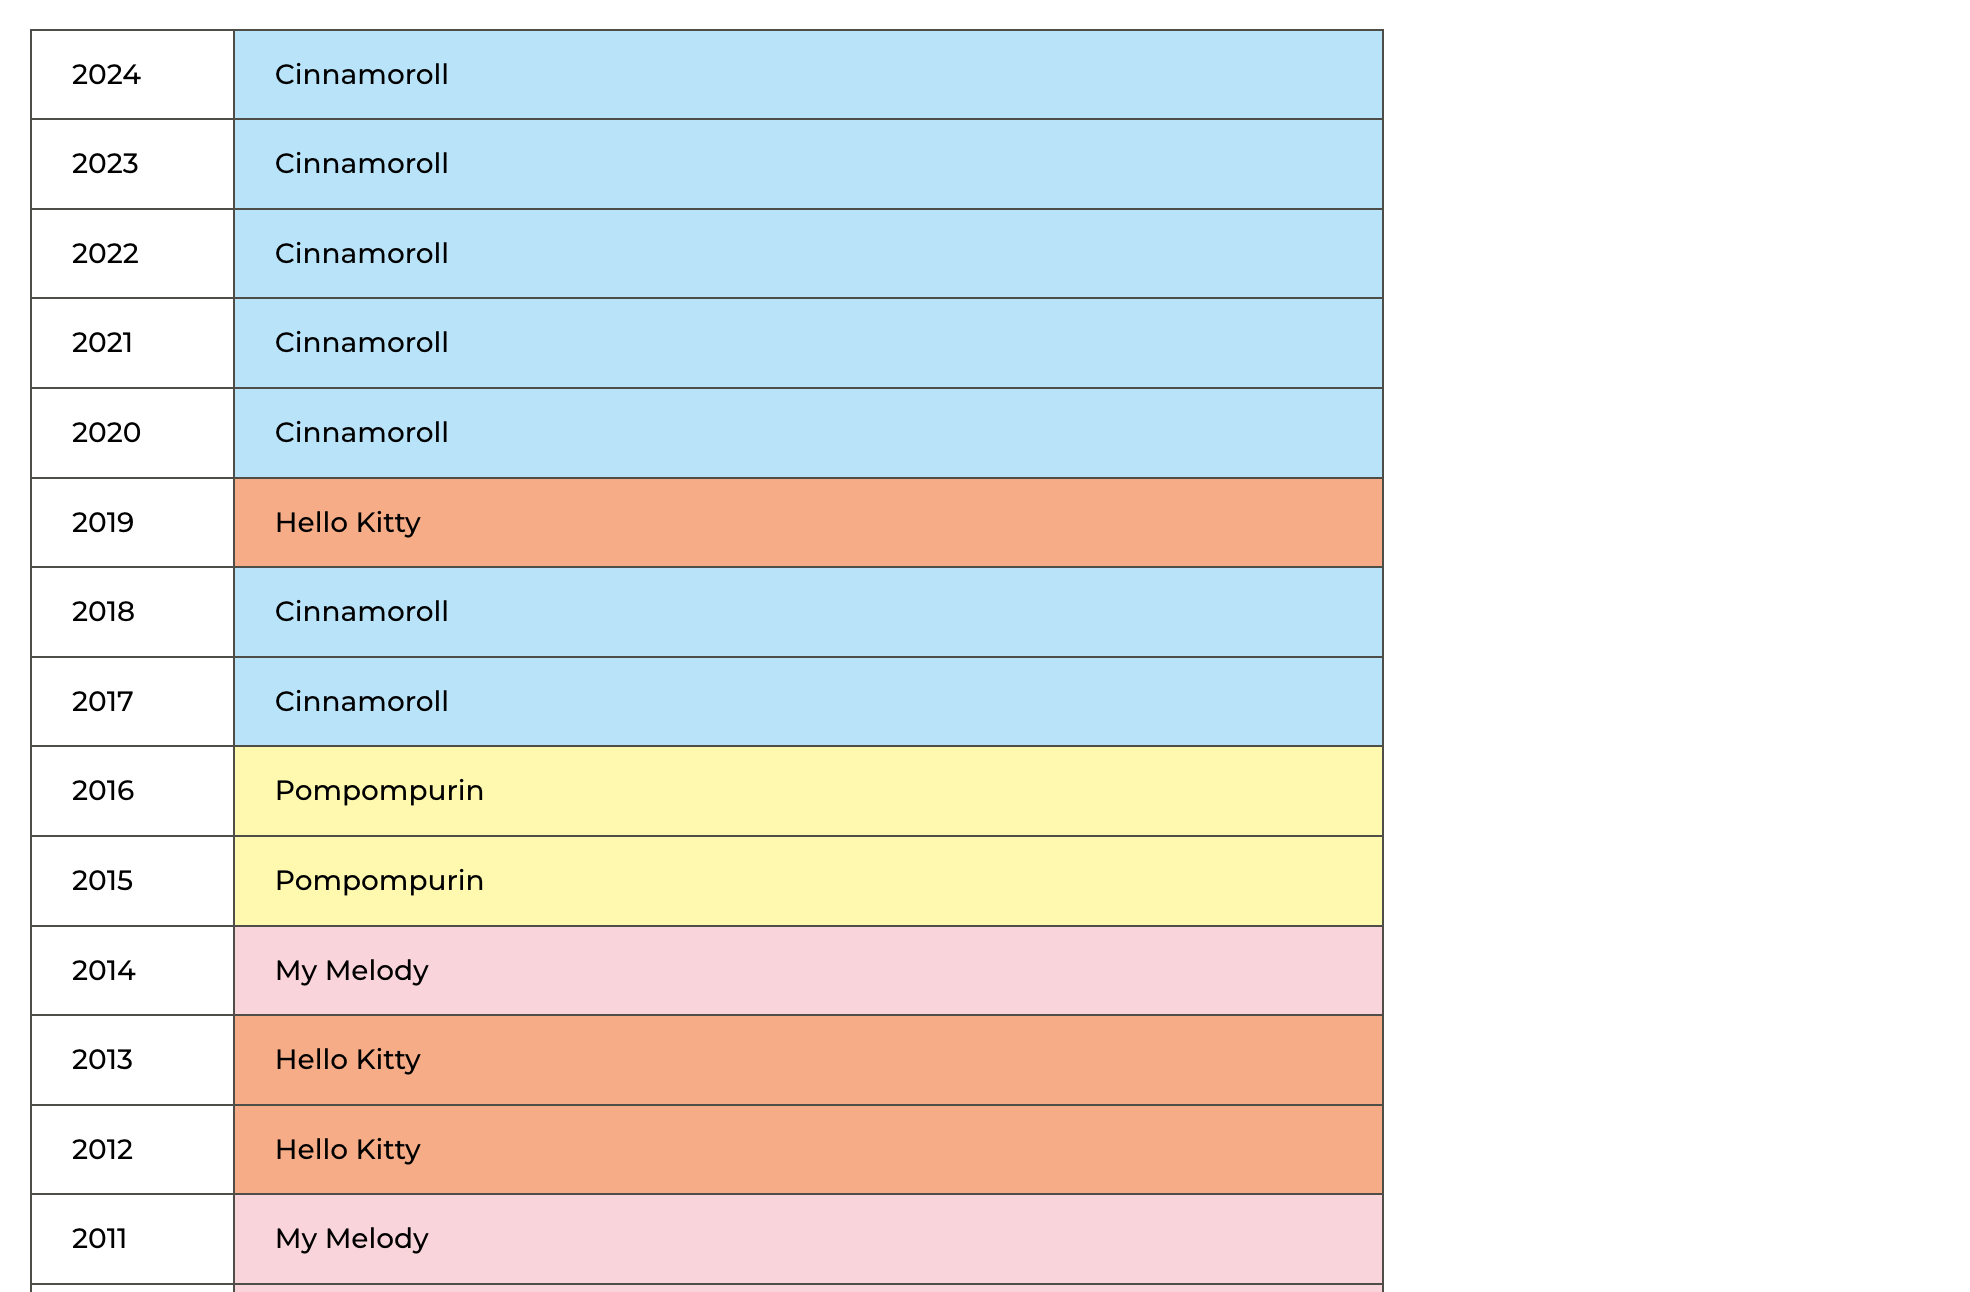 2024 Cinnamoroll
2023 Cinnamoroll
2022 Cinnamoroll
2021 Cinnamoroll
2020 Cinnamoroll
2019 Hello Kitty
2018 Cinnamoroll
2017 Cinnamoroll
2016 Pompompurin
2015 Pompompurin
2014 My Melody
2013 Hello Kitty
2012 Hello Kitty
2011 My Melody